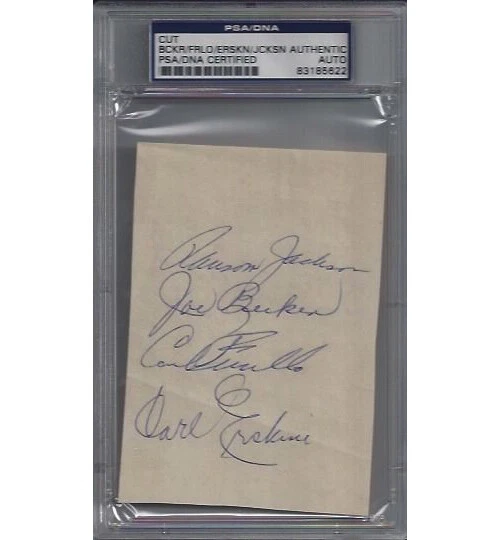 PSA/DNA
CUT
BCKR/FRLO/ERSKN/JCKSN AUTHENTIC
PSA/DNA CERTIFIED AUTO
83185622
Ransom Jackson
Joe Becker
Carl Furillo
Carl Erskine